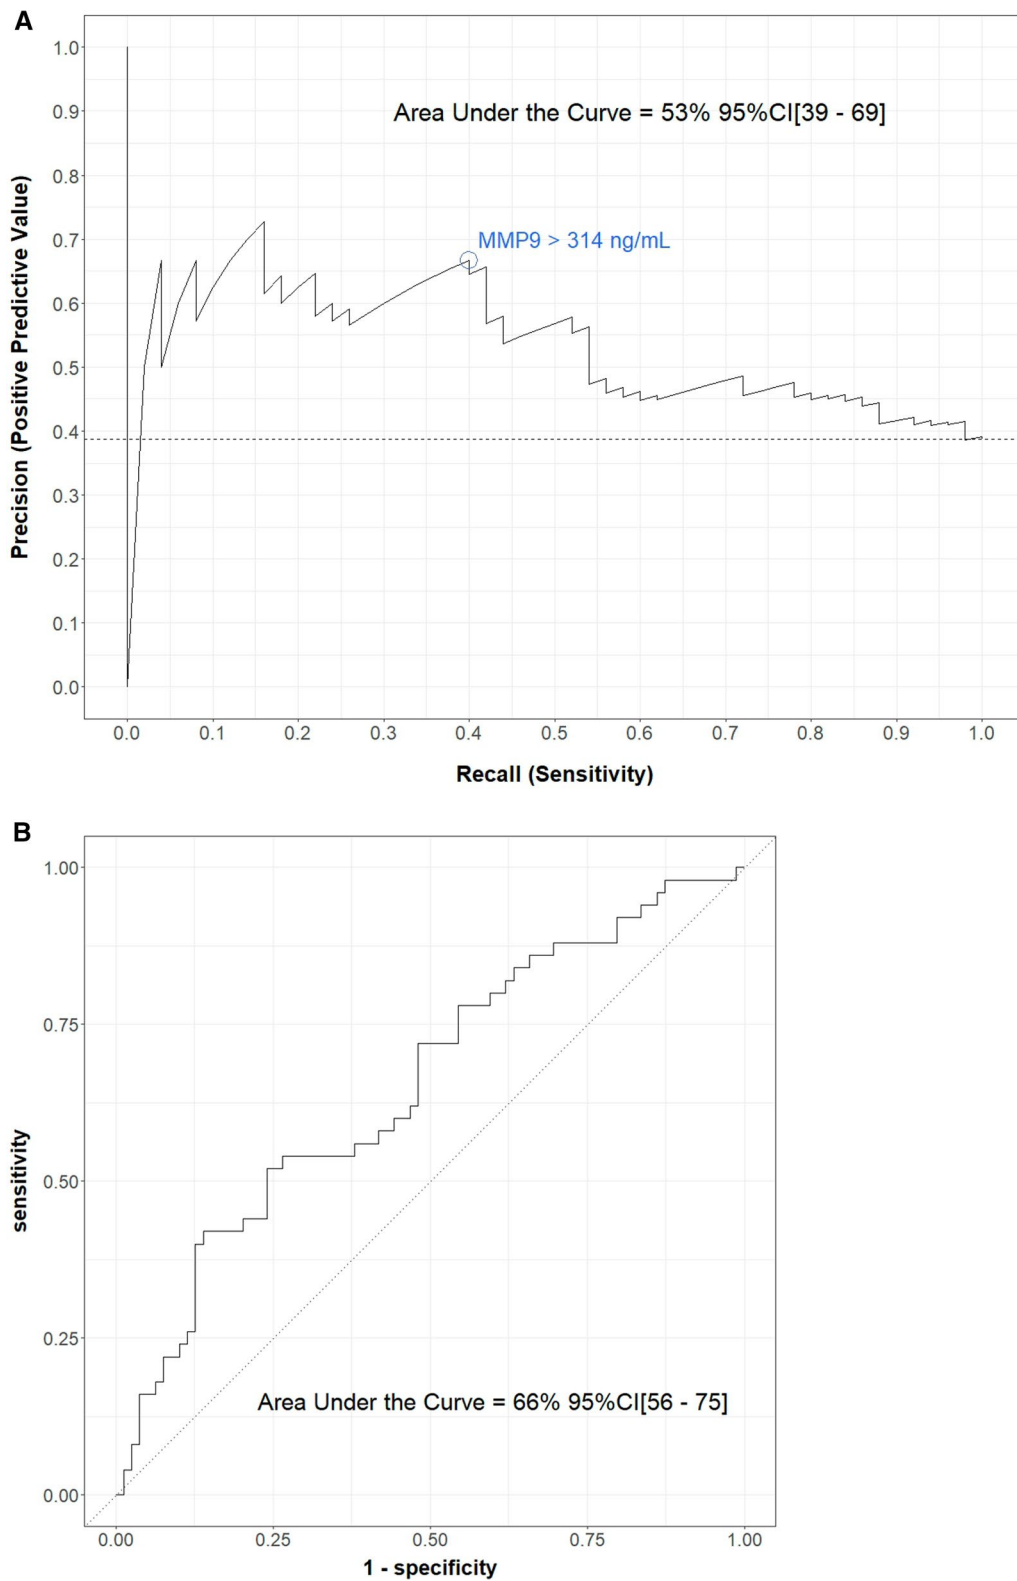 A
1.0
0.9
0.8
0.7
0.6
0.5
0.4
0.3
0.2
0.1
0.0
Precision (Positive Predictive Value)
Area Under the Curve = 53% 95%CI[39 - 69]
MMP9 > 314 ng/mL
0.0 0.1 0.2 0.3 0.4 0.5 0.6 0.7 0.8 0.9 1.0
Recall (Sensitivity)
B
1.00
0.75
0.50
0.25
0.00
sensitivity
Area Under the Curve = 66% 95%CI[56 - 75]
0.00 0.25 0.50 0.75 1.00
1 - specificity